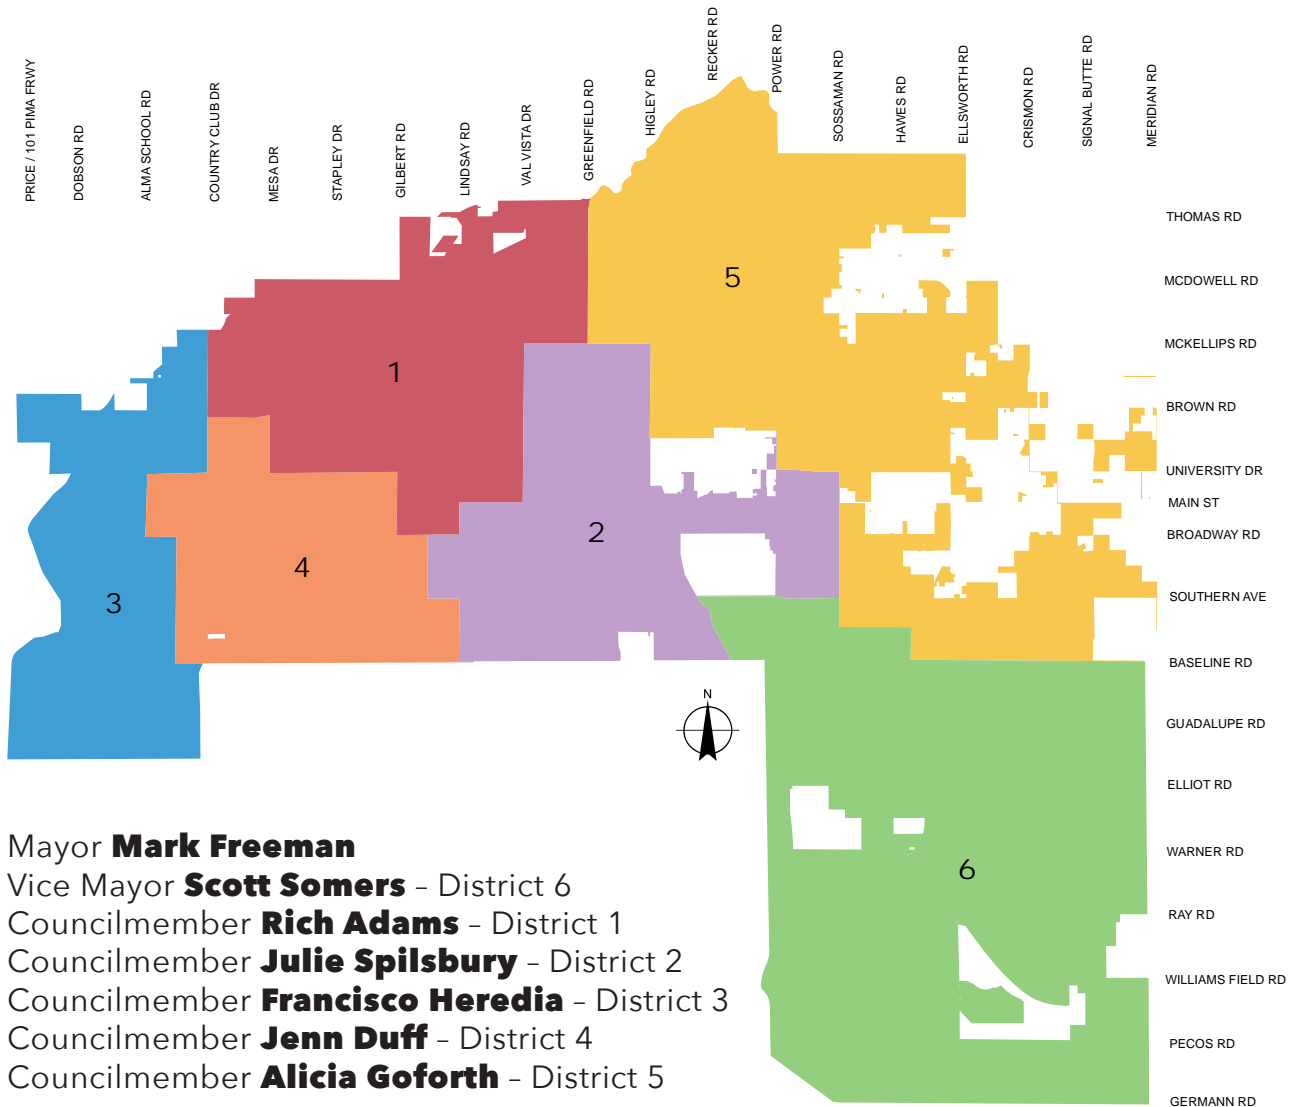 PRICE / 101 PIMA FRWY
DOBSON RD
ALMA SCHOOL RD
COUNTRY CLUB DR
MESA DR
STAPLEY DR
GILBERT RD
LINDSAY RD
VAL VISTA DR
GREENFIELD RD
HIGLEY RD
RECKER RD
POWER RD
SOSSAMAN RD
HAWES RD
ELLSWORTH RD
CRISMON RD
SIGNAL BUTTE RD
MERIDIAN RD
THOMAS RD
MCDOWELL RD
MCKELLIPS RD
BROWN RD
UNIVERSITY DR
MAIN ST
BROADWAY RD
SOUTHERN AVE
BASELINE RD
GUADALUPE RD
ELLIOT RD
WARNER RD
RAY RD
WILLIAMS FIELD RD
PECOS RD
GERMANN RD
5
1
2
4
3
6
N
Mayor Mark Freeman
Vice Mayor Scott Somers – District 6
Councilmember Rich Adams – District 1
Councilmember Julie Spilsbury – District 2
Councilmember Francisco Heredia – District 3
Councilmember Jenn Duff – District 4
Councilmember Alicia Goforth – District 5